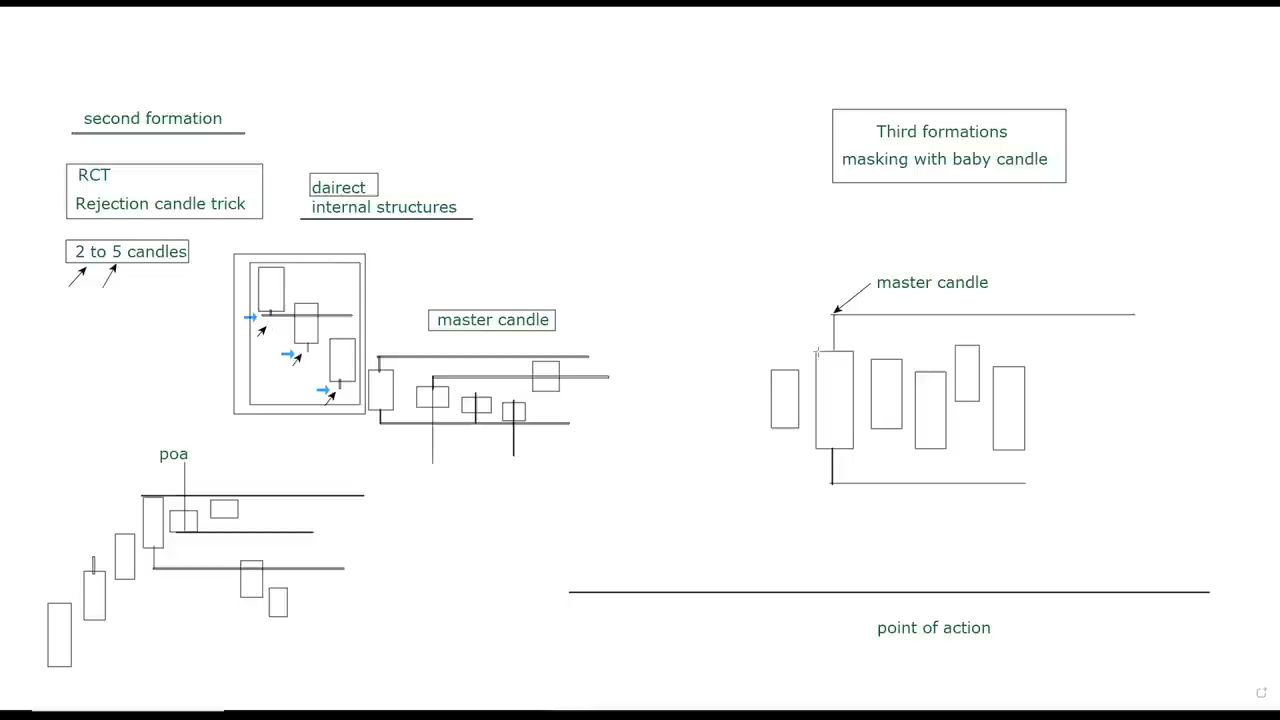 second formation
RCT
Rejection candle trick
2 to 5 candles
dairect
internal structures
master candle
poa
Third formations
masking with baby candle
master candle
point of action